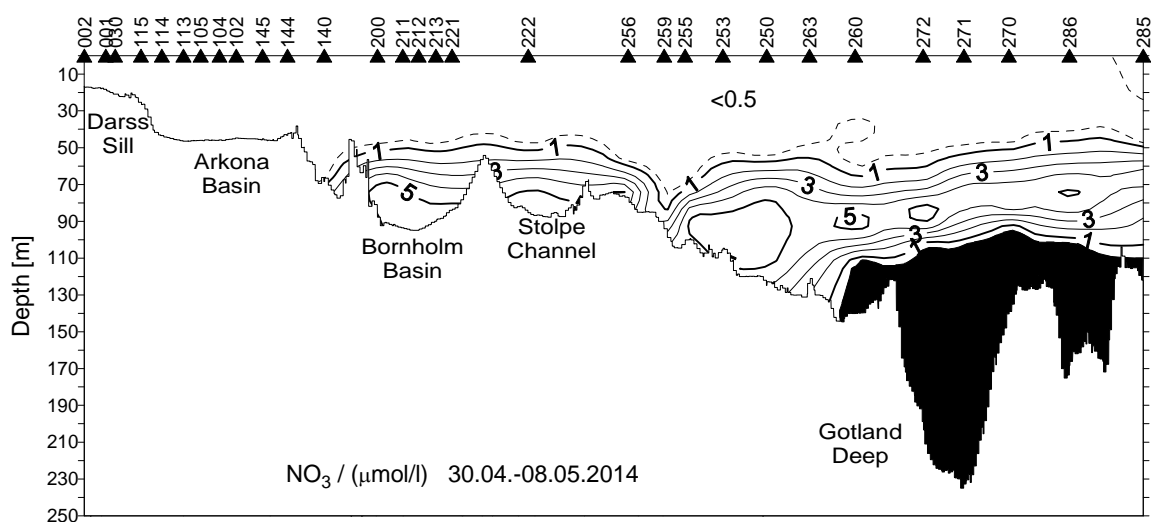 002 001 030 115 114 113 105 104 102 145 144 140 200 211 212 213 221 222 256 259 255 253 250 263 260 272 271 270 286 285
10
30
50
70
90
110
130
150
170
190
210
230
250
Depth [m]
<0.5
Darss
Sill
Arkona
Basin
Bornholm
Basin
Stolpe
Channel
Gotland
Deep
1
1
1
1
1
3
3
3
3
3
5
5
1
1
NO₃ / (μmol/l) 30.04.-08.05.2014